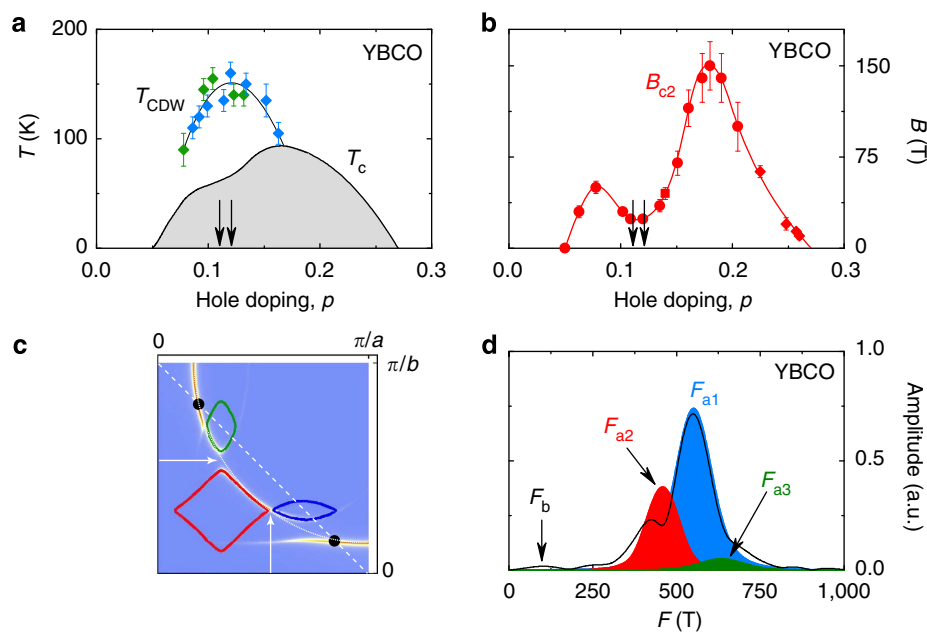 a
200
150
100
50
0
T (K)
YBCO
T_CDW
T_c
0.0
0.1
0.2
0.3
Hole doping, p
b
YBCO
B_c2
150
75
0
B (T)
0.0
0.1
0.2
0.3
Hole doping, p
c
0
π/a
π/b
0
d
YBCO
F_a1
F_a2
F_a3
F_b
1.0
0.5
0.0
Amplitude (a.u.)
0
250
500
750
1,000
F (T)